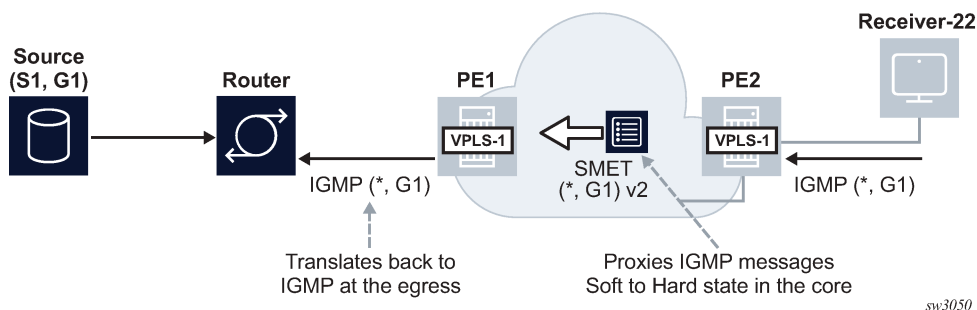 Receiver-22
Source
(S1, G1)
Router
PE1
PE2
VPLS-1
VPLS-1
IGMP (*, G1)
SMET
(*, G1) v2
IGMP (*, G1)
Translates back to
IGMP at the egress
Proxies IGMP messages
Soft to Hard state in the core
sw3050